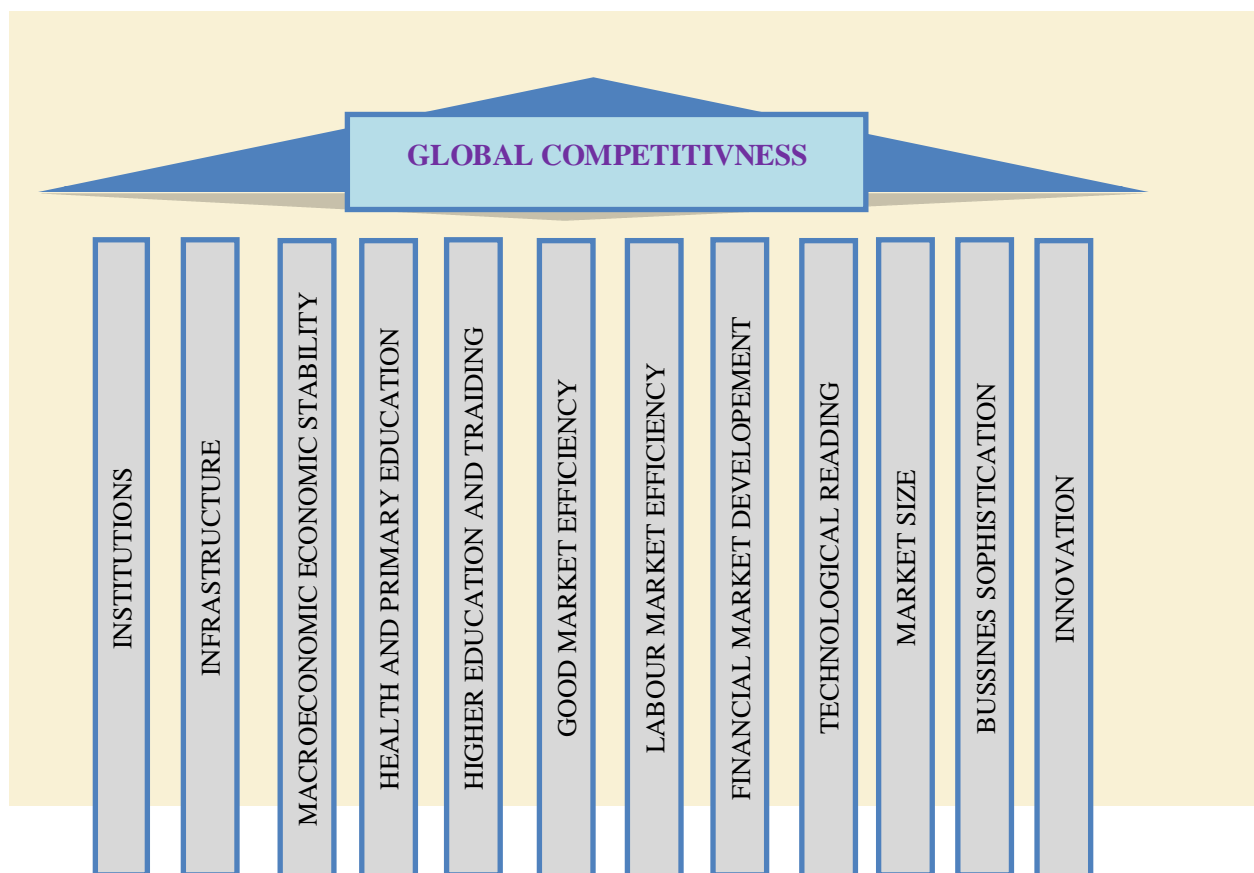 GLOBAL COMPETITIVNESS
INSTITUTIONS
INFRASTRUCTURE
MACROECONOMIC ECONOMIC STABILITY
HEALTH AND PRIMARY EDUCATION
HIGHER EDUCATION AND TRAIDING
GOOD MARKET EFFICIENCY
LABOUR MARKET EFFICIENCY
FINANCIAL MARKET DEVELOPEMENT
TECHNOLOGICAL READING
MARKET SIZE
BUSSINES SOPHISTICATION
INNOVATION